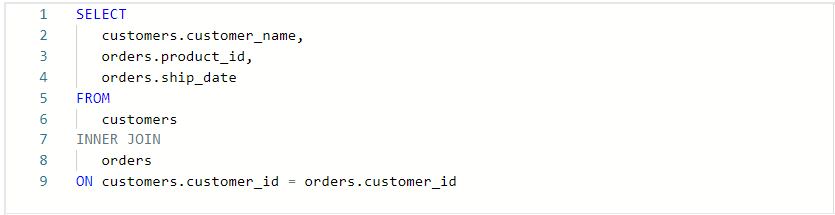 1 SELECT
2 customers.customer_name,
3 orders.product_id,
4 orders.ship_date
5 FROM
6 customers
7 INNER JOIN
8 orders
9 ON customers.customer_id = orders.customer_id